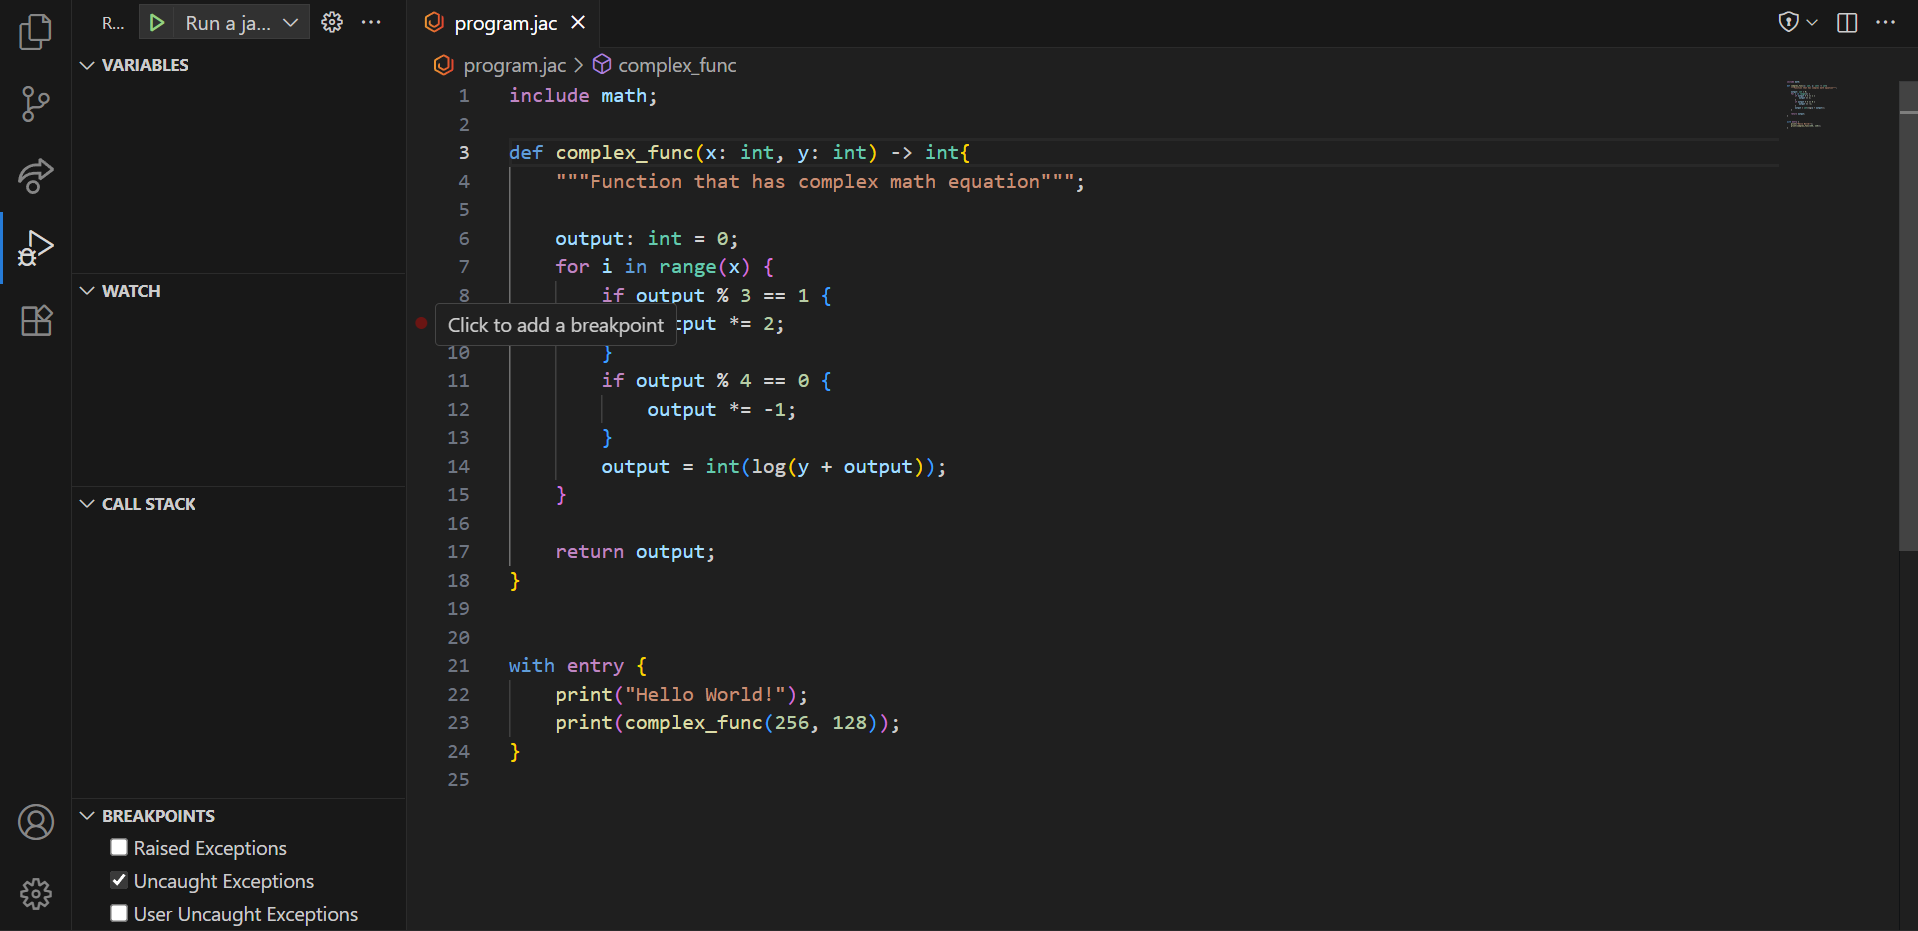 R... Run a ja...
VARIABLES
WATCH
CALL STACK
BREAKPOINTS
Raised Exceptions
Uncaught Exceptions
User Uncaught Exceptions
program.jac
program.jac > complex_func
1 include math;
2
3 def complex_func(x: int, y: int) -> int{
4 """Function that has complex math equation""";
5
6 output: int = 0;
7 for i in range(x) {
8 if output % 3 == 1 {
Click to add a breakpoint tput *= 2;
10 }
11 if output % 4 == 0 {
12 output *= -1;
13 }
14 output = int(log(y + output));
15 }
16
17 return output;
18 }
19
20
21 with entry {
22 print("Hello World!");
23 print(complex_func(256, 128));
24 }
25